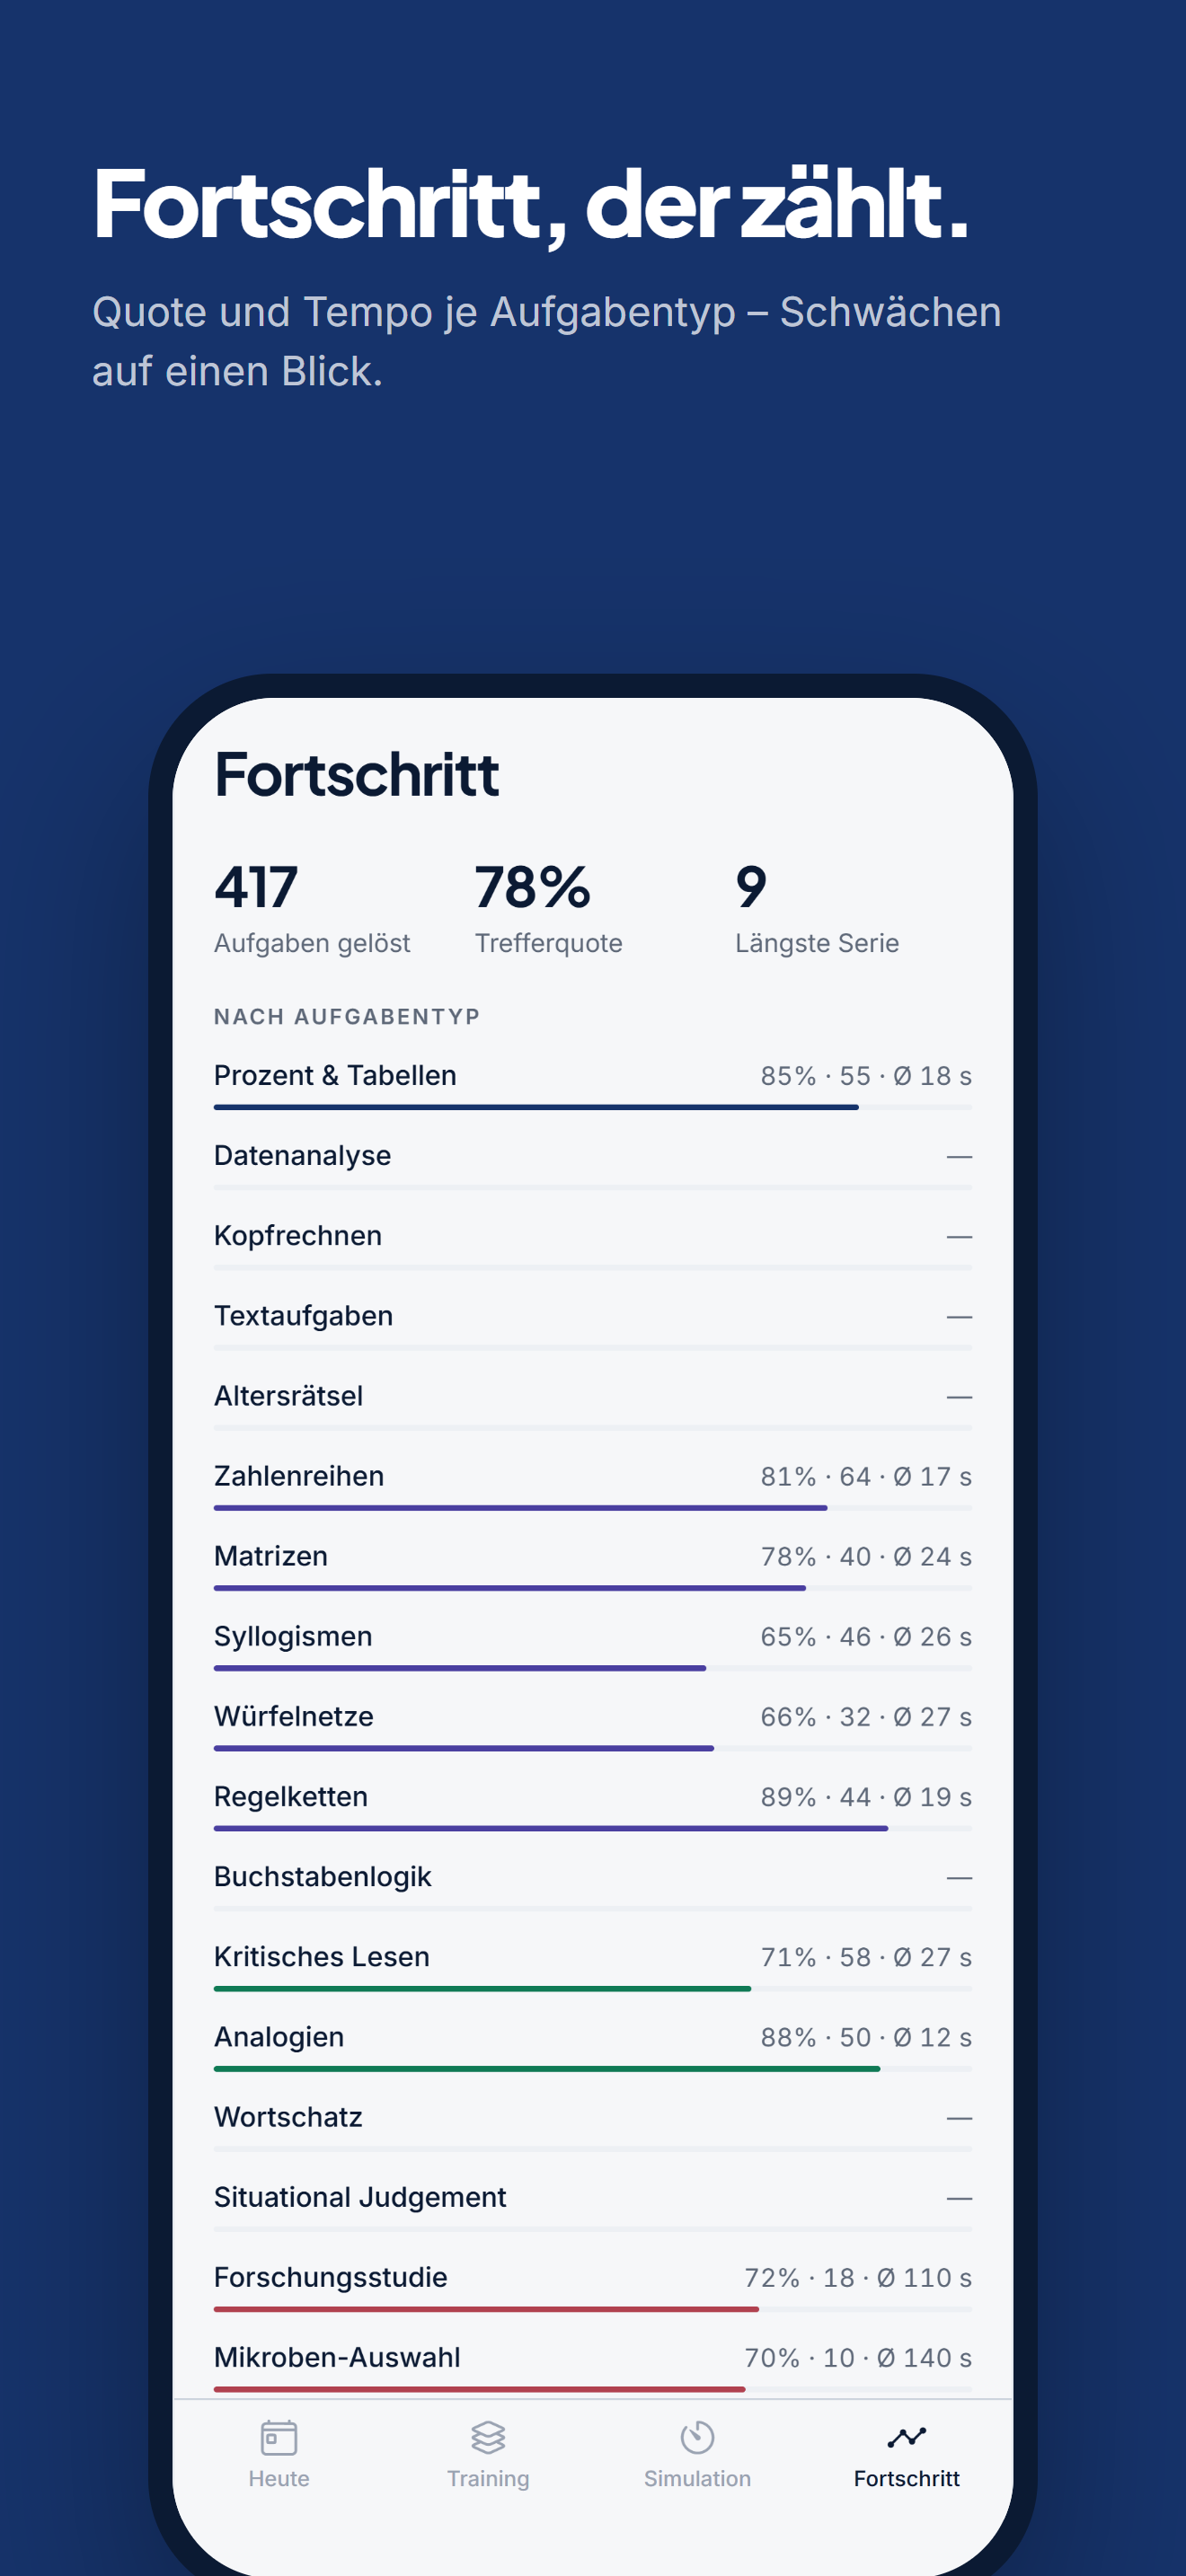 Fortschritt, der zählt.
Quote und Tempo je Aufgabentyp – Schwächen
auf einen Blick.
Fortschritt
417 78% 9
Aufgaben gelöst Trefferquote Längste Serie
NACH AUFGABENTYP
Prozent & Tabellen 85% · 55 · Ø 18 s
Datenanalyse —
Kopfrechnen —
Textaufgaben —
Altersrätsel —
Zahlenreihen 81% · 64 · Ø 17 s
Matrizen 78% · 40 · Ø 24 s
Syllogismen 65% · 46 · Ø 26 s
Würfelnetze 66% · 32 · Ø 27 s
Regelketten 89% · 44 · Ø 19 s
Buchstabenlogik —
Kritisches Lesen 71% · 58 · Ø 27 s
Analogien 88% · 50 · Ø 12 s
Wortschatz —
Situational Judgement —
Forschungsstudie 72% · 18 · Ø 110 s
Mikroben-Auswahl 70% · 10 · Ø 140 s
Heute Training Simulation Fortschritt